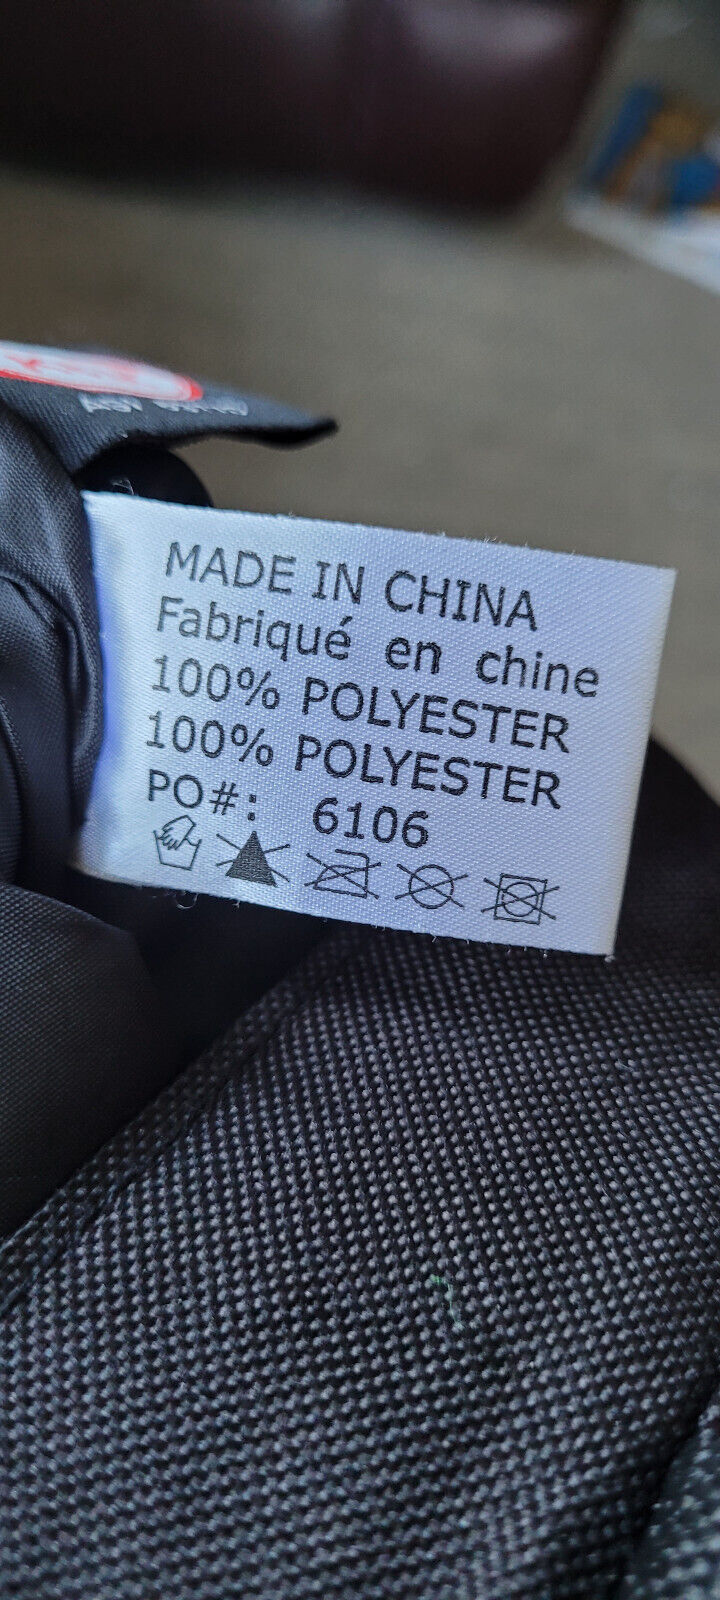 MADE IN CHINA
Fabriqué en chine
100% POLYESTER
100% POLYESTER
PO#: 6106